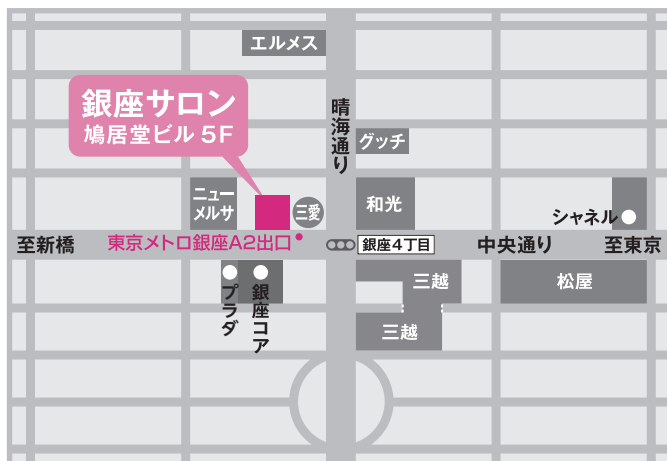 エルメス
銀座サロン
鳩居堂ビル 5F
晴海通り
グッチ
ニュー
メルサ
三愛
和光
シャネル
至新橋
東京メトロ銀座A2出口
銀座4丁目
中央通り
至東京
プラダ
銀座コア
三越
松屋
三越